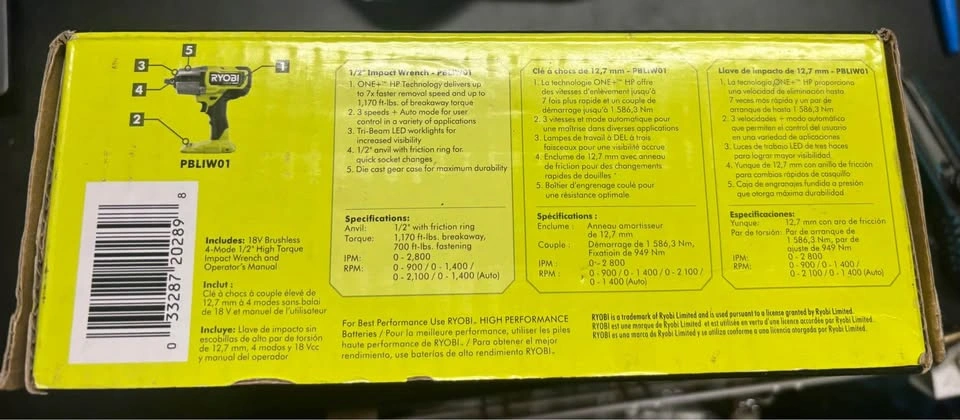 5
3
1
RYOBI
4
2
PBLIW01
0 33287 20289 8
Includes: 18V Brushless
4-Mode 1/2" High Torque
Impact Wrench and
Operator's Manual
Inclut :
Clé à chocs à couple élevé de
12,7 mm à 4 modes sans balai
de 18 V et manuel de l'utilisateur
Incluye: Llave de impacto sin
escobillas de alto par de torsión
de 12,7 mm, 4 modos y 18 Vcc
y manual del operador
1/2" Impact Wrench - PBLIW01
1. ONE+™ HP Technology delivers up
to 7x faster removal speed and up to
1,170 ft-lbs. of breakaway torque
2. 3 speeds + Auto mode for user
control in a variety of applications
3. Tri-Beam LED worklights for
increased visibility
4. 1/2" anvil with friction ring for
quick socket changes
5. Die cast gear case for maximum durability
Specifications:
Anvil: 1/2" with friction ring
Torque: 1,170 ft-lbs. breakaway,
700 ft-lbs. fastening
IPM: 0 - 2,800
RPM: 0 - 900 / 0 - 1,400 /
0 - 2,100 / 0 - 1,400 (Auto)
Clé à chocs de 12,7 mm - PBLIW01
1. La technologie ONE+™ HP offre
des vitesses d'enlèvement jusqu'à
7 fois plus rapide et un couple de
démarrage jusqu'à 1 586,3 Nm
2. 3 vitesses et mode automatique pour
une maîtrise dans diverses applications
3. Lampes de travail à DEL à trois
faisceaux pour une visibilité accrue
4. Enclume de 12,7 mm avec anneau
de friction pour des changements
rapides de douilles
5. Boîtier d'engrenage coulé pour
une résistance optimale
Spécifications :
Enclume : Anneau amortisseur
de 12,7 mm
Couple : Démarrage de 1 586,3 Nm,
Fixatioin de 949 Nm
IPM : 0 - 2 800
RPM : 0 - 900 / 0 - 1 400 / 0 - 2 100 /
0 - 1 400 (Auto)
Llave de impacto de 12,7 mm - PBLIW01
1. La tecnología ONE+™ HP proporciona
una velocidad de eliminación hasta
7 veces más rápida y un par de
arranque de hasta 1 586,3 Nm
2. 3 velocidades + modo automático
que permiten el control del usuario
en una variedad de aplicaciones
3. Luces de trabajo LED de tres haces
para lograr mayor visibilidad
4. Yunque de 12,7 mm con anillo de fricción
para cambios rápidos de casquillo
5. Caja de engranajes fundida a presión
que otorga máxima durabilidad
Especificaciones:
Yunque: 12,7 mm con aro de fricción
Par de torsión: Par de arranque de
1 586,3 Nm, par de
ajuste de 949 Nm
IPM: 0 - 2 800
RPM: 0 - 900 / 0 - 1 400 /
0 - 2 100 / 0 - 1 400 (Auto)
For Best Performance Use RYOBI™ HIGH PERFORMANCE
Batteries / Pour la meilleure performance, utiliser les piles
haute performance de RYOBI™ / Para obtener el mejor
rendimiento, use baterías de alto rendimiento RYOBI™.
RYOBI is a trademark of Ryobi Limited and is used pursuant to a license granted by Ryobi Limited.
RYOBI est une marque de Ryobi Limited et est utilisée en vertu d'une licence accordée par Ryobi Limited.
RYOBI es una marca de Ryobi Limited y se utiliza conforme a una licencia otorgada por Ryobi Limited.